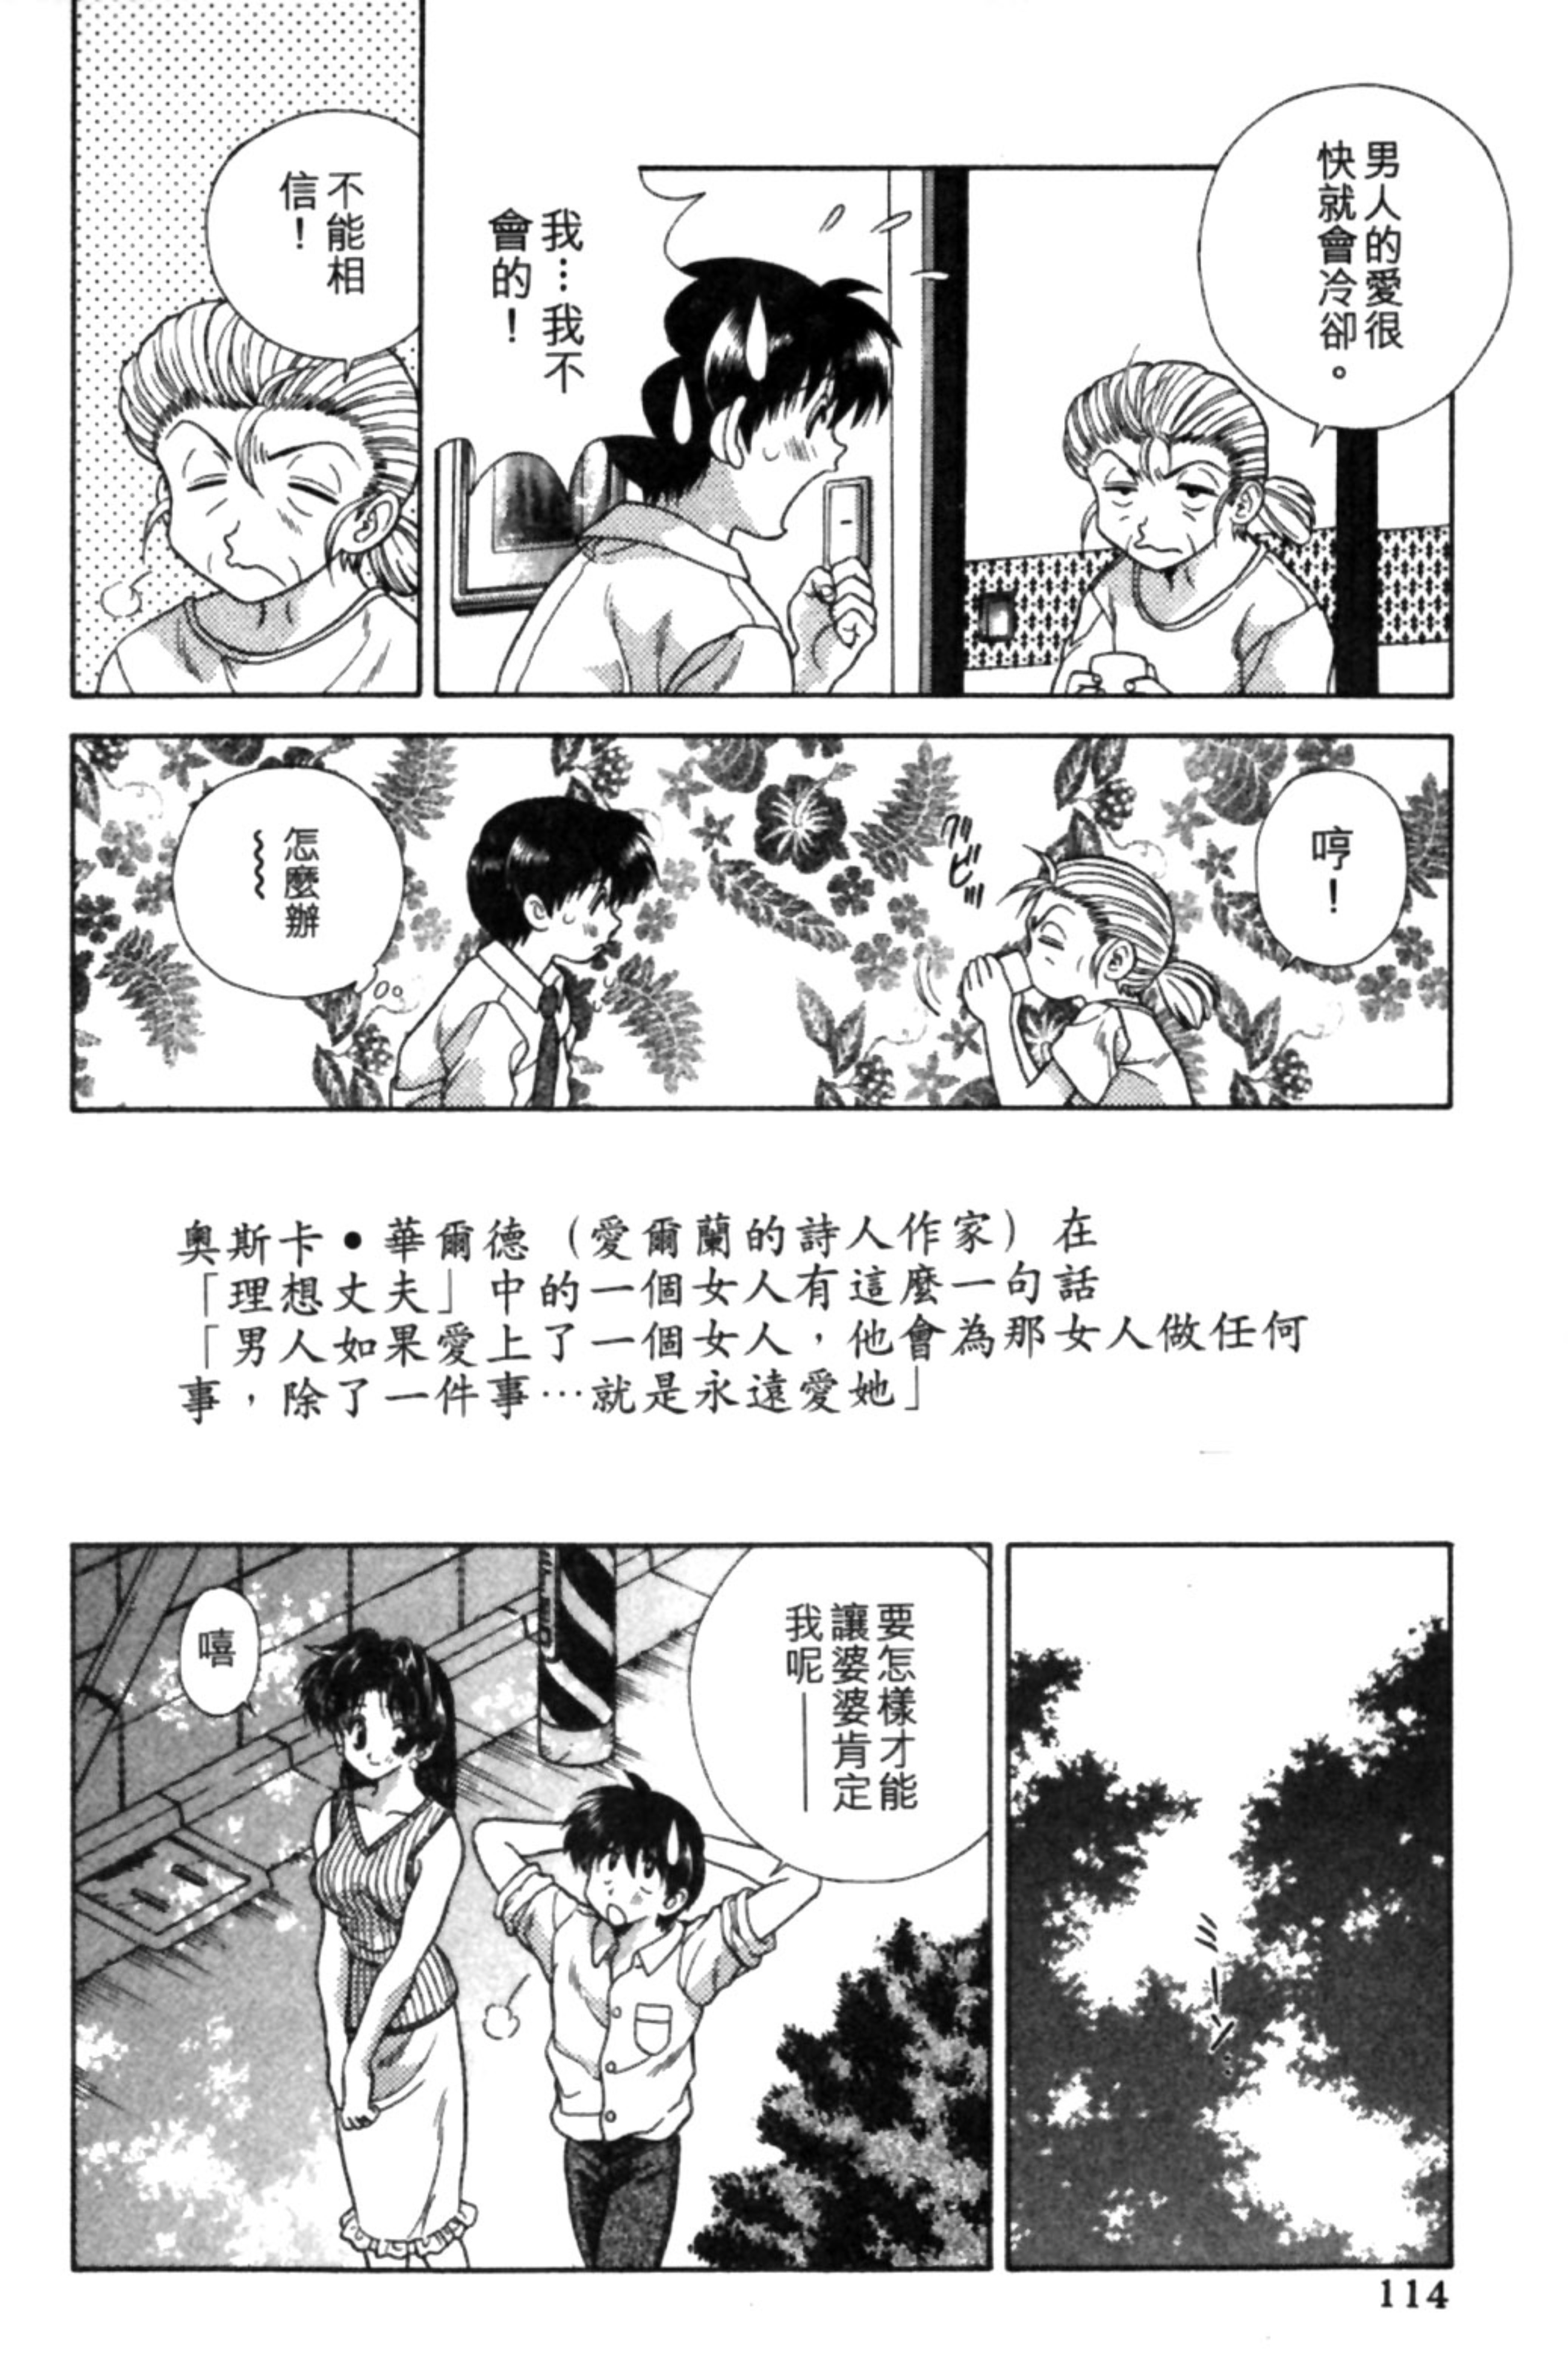 男人的愛很
快就會冷卻。
我…我不
會的！
不能相
信！
哼！
グビ
怎麼辦
奧斯卡•華爾德（愛爾蘭的詩人作家）在
「理想丈夫」中的一個女人有這麼一句話
「男人如果愛上了一個女人，他會為那女人做任何
事，除了一件事…就是永遠愛她」
要怎樣才能
讓婆婆肯定
我呢——
嘻
114